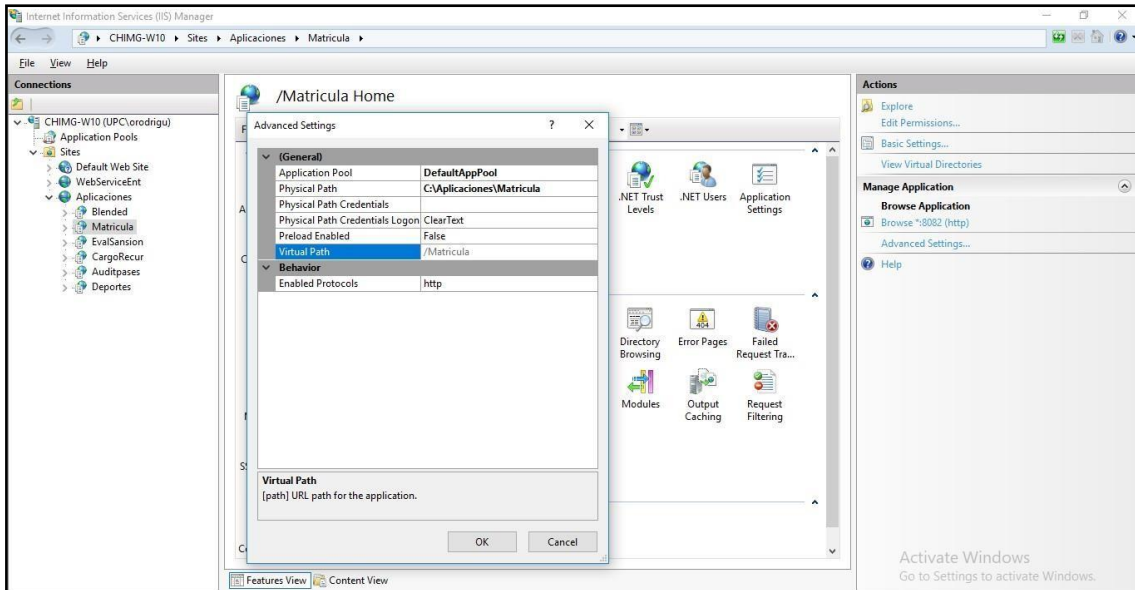 Internet Information Services (IIS) Manager
CHIMG-W10 Sites Aplicaciones Matricula
File View Help
Connections
CHIMG-W10 (UPC\orodrigu)
Application Pools
Sites
Default Web Site
WebServiceEnt
Aplicaciones
Blended
Matricula
EvalSansion
CargoRecur
Auditpases
Deportes
/Matricula Home
Advanced Settings ? X
(General)
Application Pool DefaultAppPool
Physical Path C:\Aplicaciones\Matricula
Physical Path Credentials
Physical Path Credentials Logon ClearText
Preload Enabled False
Virtual Path /Matricula
Behavior
Enabled Protocols http
Virtual Path
[path] URL path for the application.
OK Cancel
.NET Trust Levels
.NET Users
Application Settings
Directory Browsing
Error Pages
404
Failed Request Tra...
Modules
Output Caching
Request Filtering
Features View Content View
Actions
Explore
Edit Permissions...
Basic Settings...
View Virtual Directories
Manage Application
Browse Application
Browse *:8082 (http)
Advanced Settings...
Help
Activate Windows
Go to Settings to activate Windows.